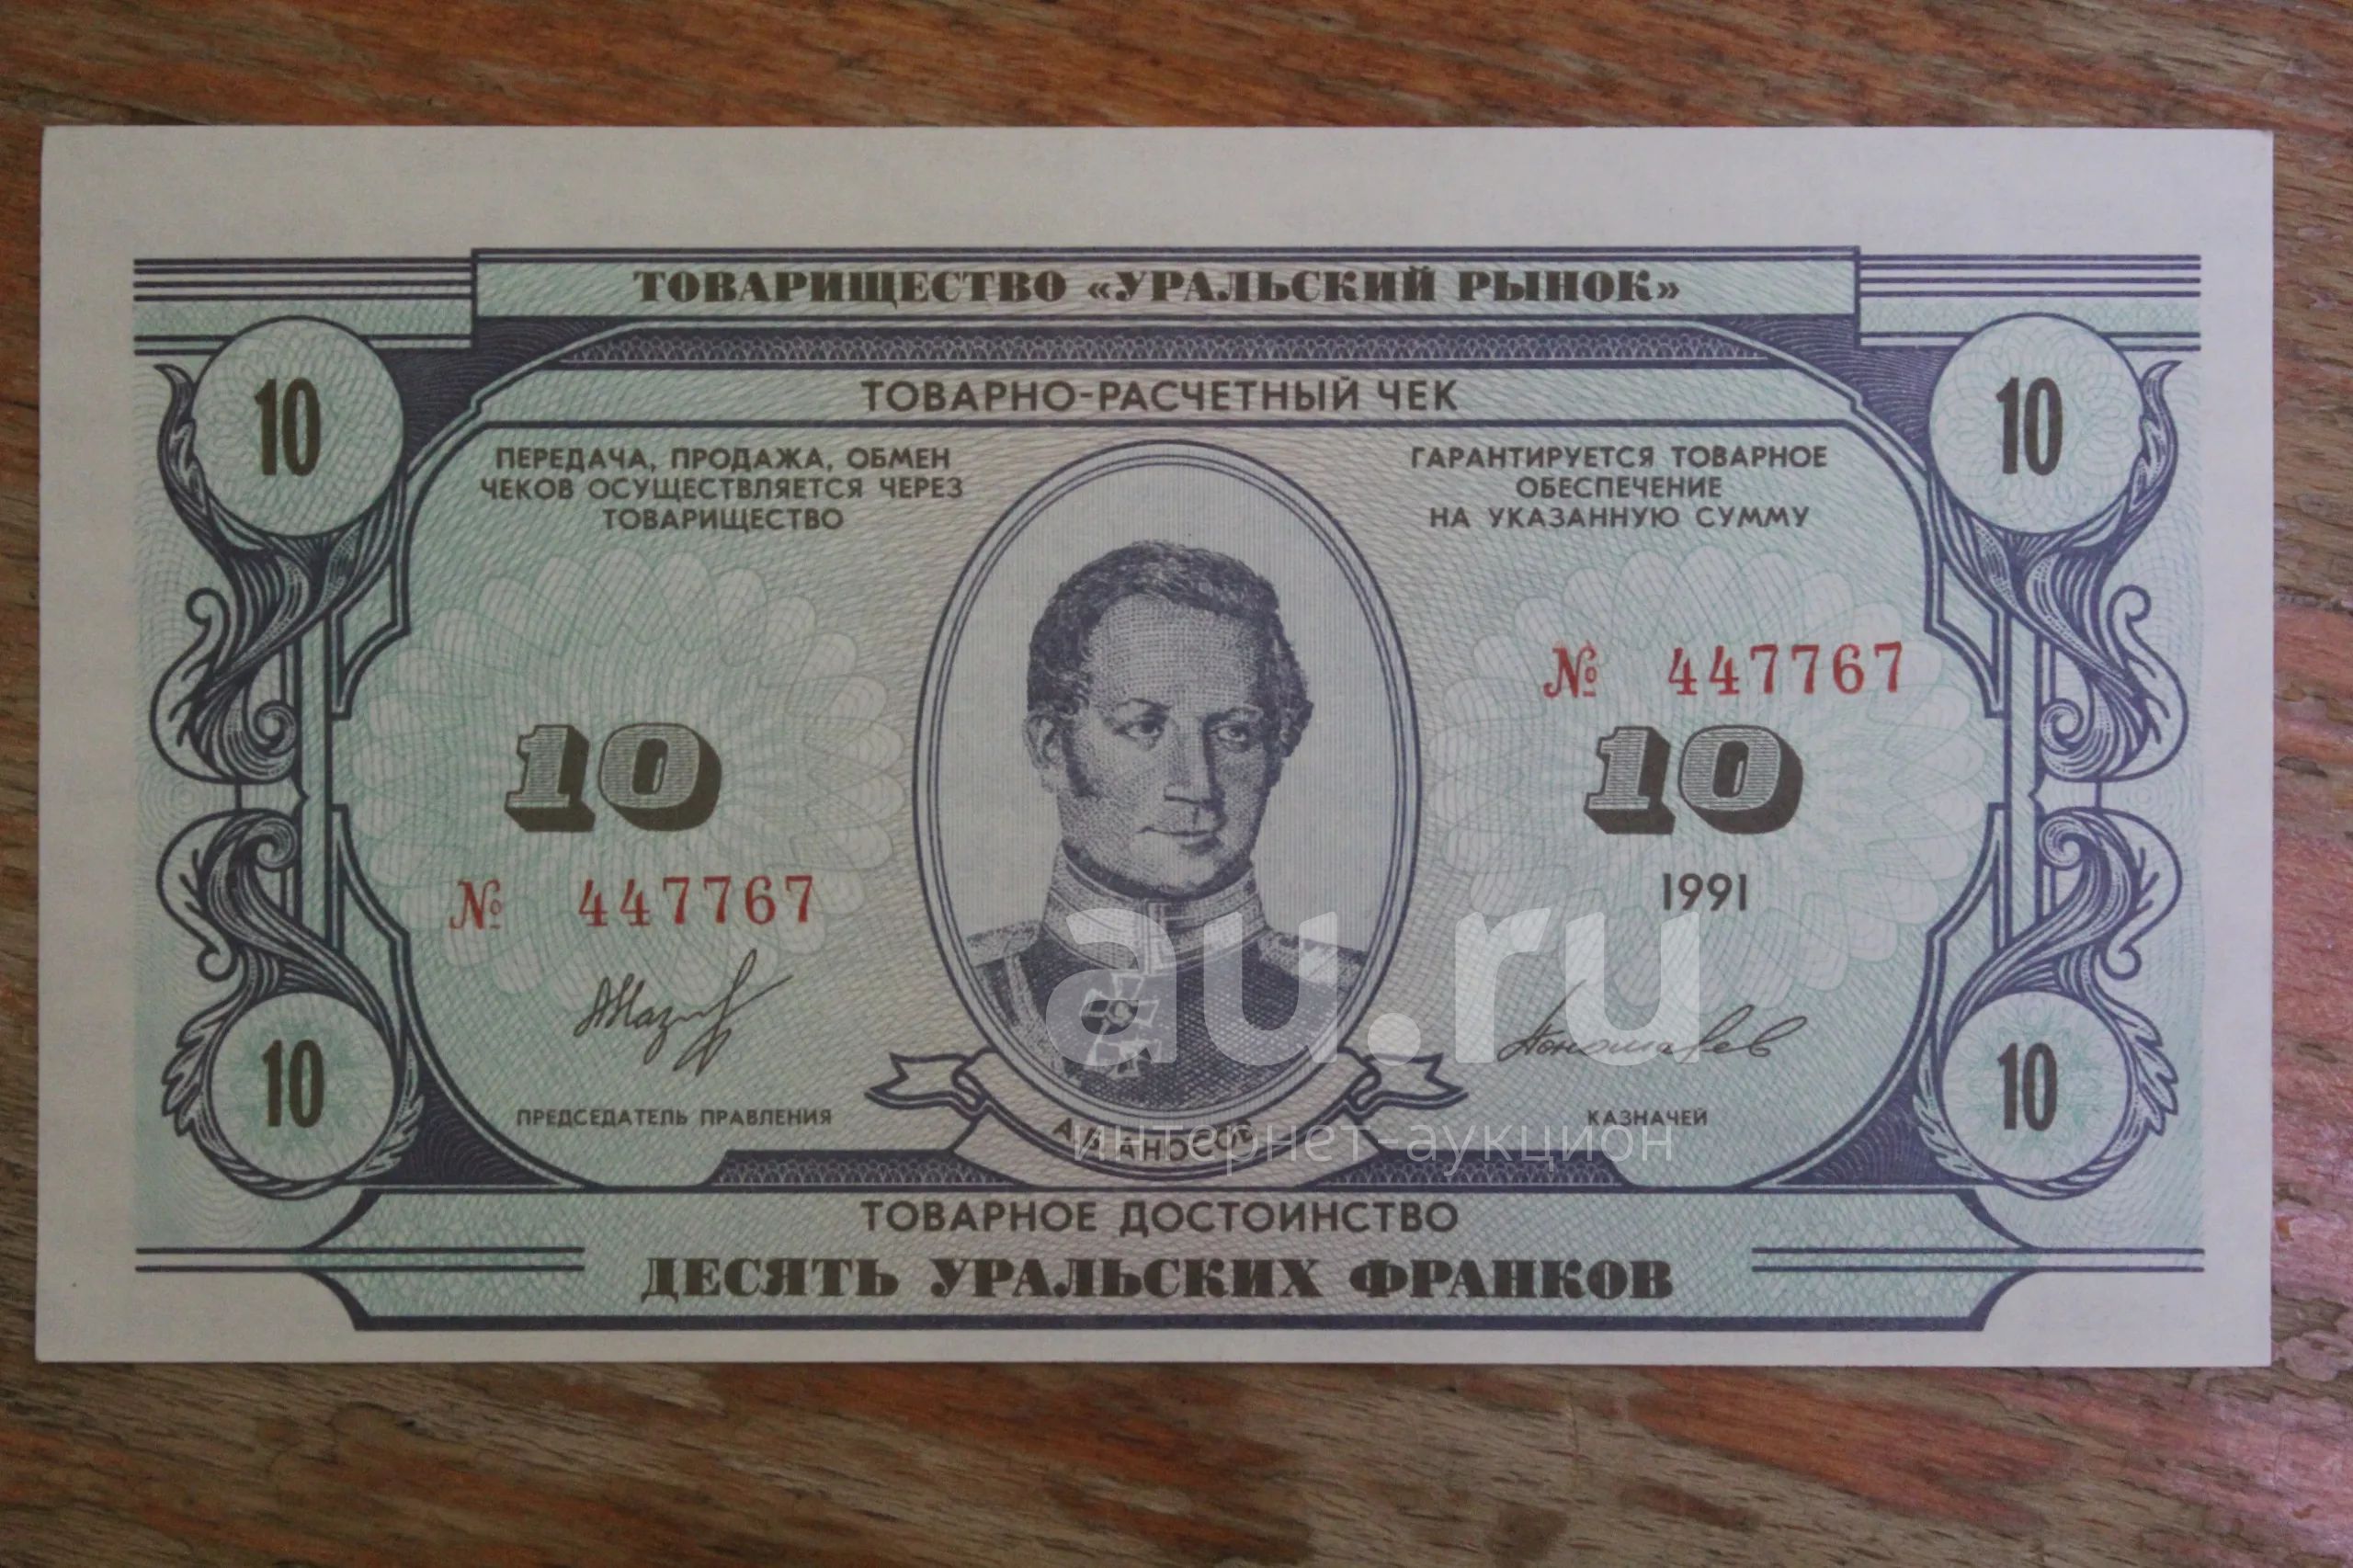 ТОВАРИЩЕСТВО «УРАЛЬСКИЙ РЫНОК»
ТОВАРНО-РАСЧЕТНЫЙ ЧЕК
10
10
ПЕРЕДАЧА, ПРОДАЖА, ОБМЕН
ЧЕКОВ ОСУЩЕСТВЛЯЕТСЯ ЧЕРЕЗ
ТОВАРИЩЕСТВО
ГАРАНТИРУЕТСЯ ТОВАРНОЕ
ОБЕСПЕЧЕНИЕ
НА УКАЗАННУЮ СУММУ
№ 447767
10
10
1991
№ 447767
au.ru
интернет-аукцион
ПРЕДСЕДАТЕЛЬ ПРАВЛЕНИЯ
КАЗНАЧЕЙ
10
10
АНОСОВ
ТОВАРНОЕ ДОСТОИНСТВО
ДЕСЯТЬ УРАЛЬСКИХ ФРАНКОВ